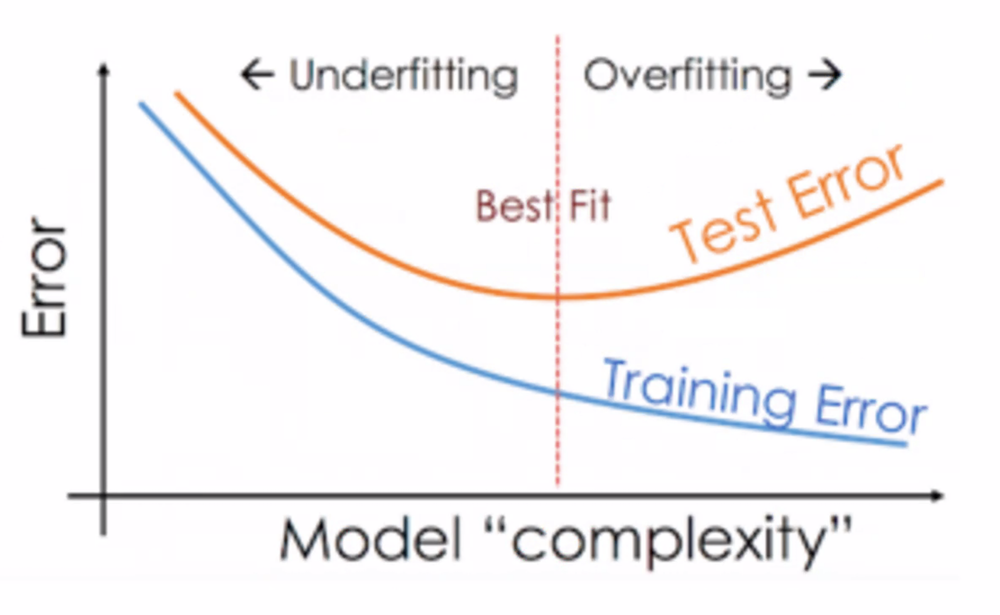 ← Underfitting
Overfitting →
Best Fit
Test Error
Error
Training Error
Model “complexity”